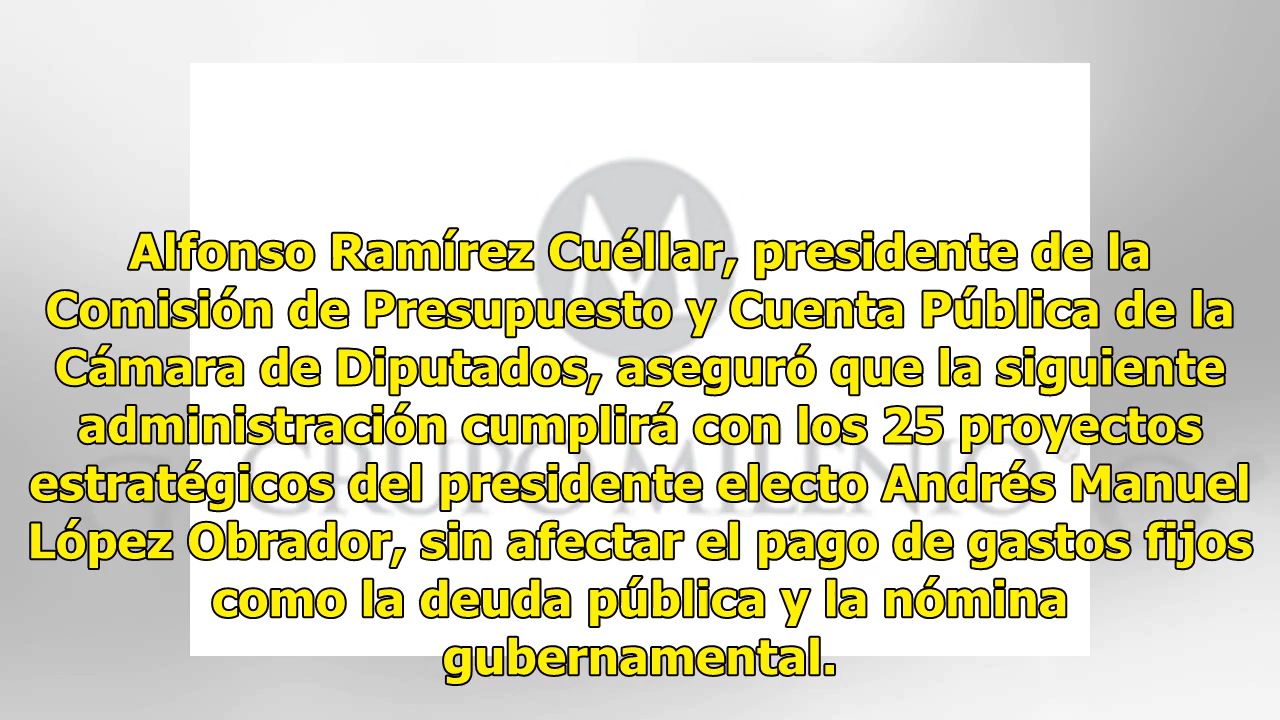 Alfonso Ramírez Cuéllar, presidente de la
Comisión de Presupuesto y Cuenta Pública de la
Cámara de Diputados, aseguró que la siguiente
administración cumplirá con los 25 proyectos
estratégicos del presidente electo Andrés Manuel
López Obrador, sin afectar el pago de gastos fijos
como la deuda pública y la nómina
gubernamental.
M
GRUPO MILENIO